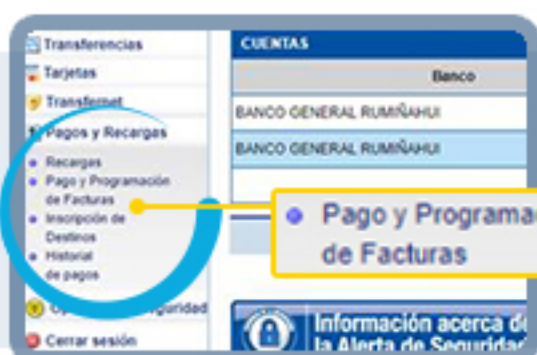 Transferencias
Tarjetas
Transfernet
Pagos y Recargas
Recargas
Pago y Programación
de Facturas
Inscripción de
Destinos
Historial
de pagos
Cerrar sesión
CUENTAS
Banco
BANCO GENERAL RUMIÑAHUI
BANCO GENERAL RUMIÑAHUI
Pago y Programa
de Facturas
Información acerca d
la Alerta de Seguridad